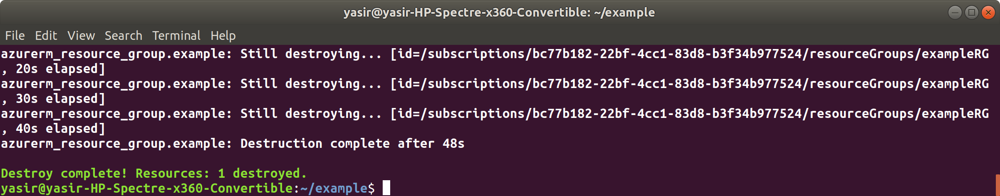 yasir@yasir-HP-Spectre-x360-Convertible: ~/example
File Edit View Search Terminal Help
azurerm_resource_group.example: Still destroying... [id=/subscriptions/bc77b182-22bf-4cc1-83d8-b3f34b977524/resourceGroups/exampleRG
, 20s elapsed]
azurerm_resource_group.example: Still destroying... [id=/subscriptions/bc77b182-22bf-4cc1-83d8-b3f34b977524/resourceGroups/exampleRG
, 30s elapsed]
azurerm_resource_group.example: Still destroying... [id=/subscriptions/bc77b182-22bf-4cc1-83d8-b3f34b977524/resourceGroups/exampleRG
, 40s elapsed]
azurerm_resource_group.example: Destruction complete after 48s
Destroy complete! Resources: 1 destroyed.
yasir@yasir-HP-Spectre-x360-Convertible:~/example$